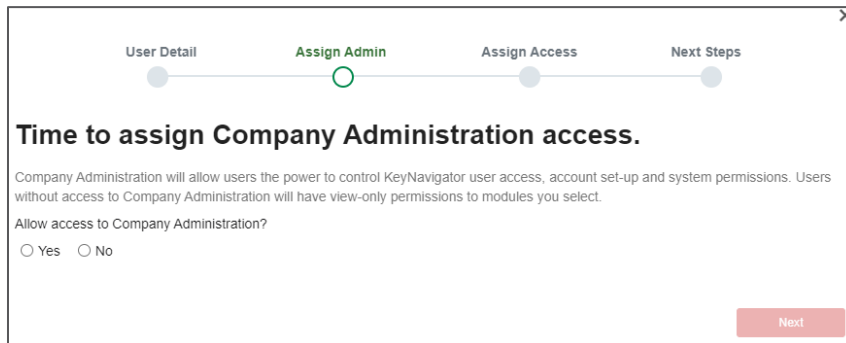 User Detail
Assign Admin
Assign Access
Next Steps
Time to assign Company Administration access.
Company Administration will allow users the power to control KeyNavigator user access, account set-up and system permissions. Users
without access to Company Administration will have view-only permissions to modules you select.
Allow access to Company Administration?
Yes No
Next